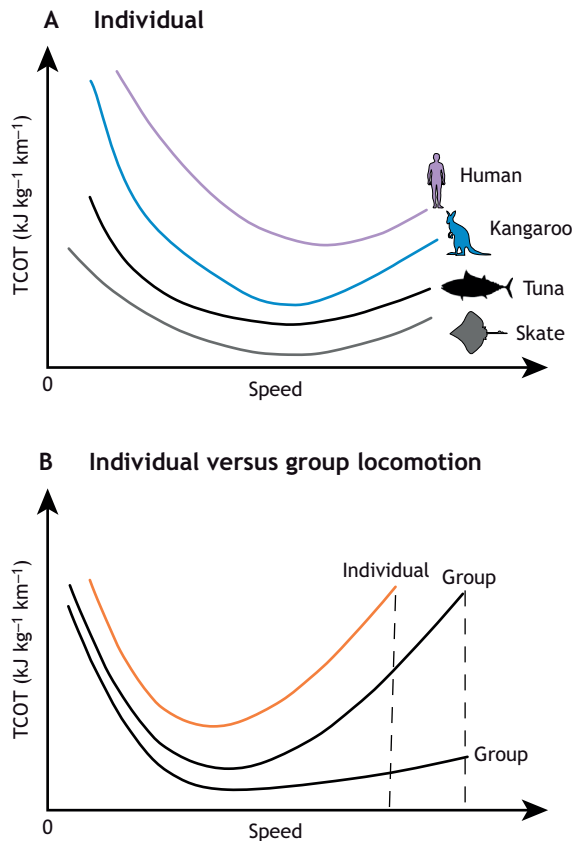 A Individual
TCOT (kJ kg⁻¹ km⁻¹)
Human
Kangaroo
Tuna
Skate
0
Speed
B Individual versus group locomotion
TCOT (kJ kg⁻¹ km⁻¹)
Individual
Group
Group
0
Speed